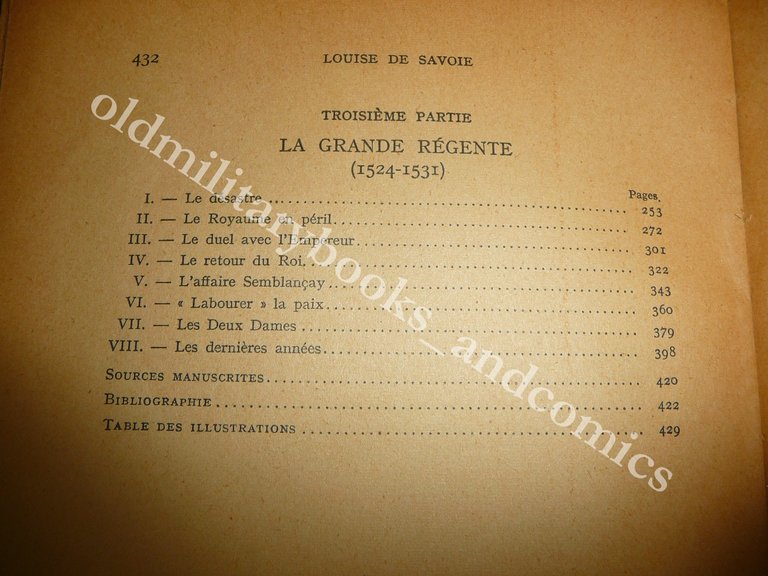 432 LOUISE DE SAVOIE
TROISIÈME PARTIE
LA GRANDE RÉGENTE
(1524-1531)
Pages.
I. — Le désastre ........ 253
II. — Le Royaume en péril ........ 272
III. — Le duel avec l'Empereur ........ 301
IV. — Le retour du Roi ........ 322
V. — L'affaire Semblançay ........ 343
VI. — « Labourer » la paix ........ 360
VII. — Les Deux Dames ........ 379
VIII. — Les dernières années ........ 398
SOURCES MANUSCRITES ........ 420
BIBLIOGRAPHIE ........ 422
TABLE DES ILLUSTRATIONS ........ 429
oldmilitarybooks_andcomics